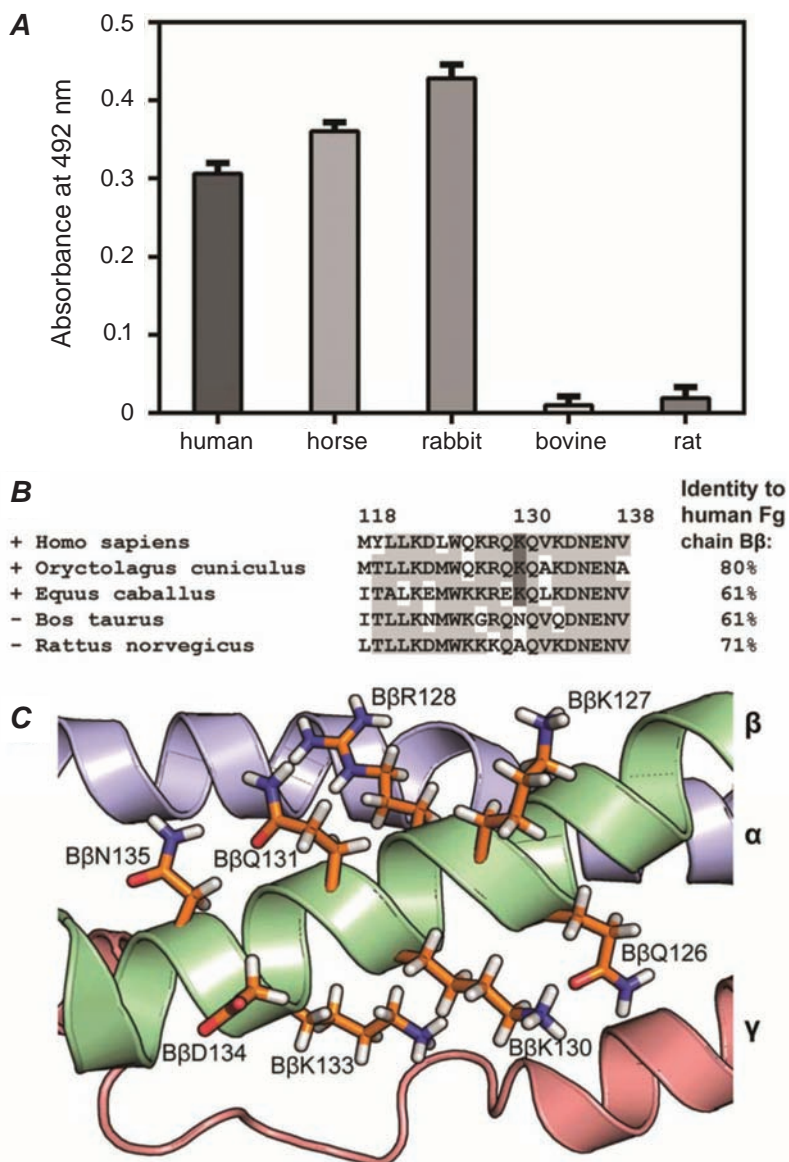 A
Absorbance at 492 nm
0.5
0.4
0.3
0.2
0.1
0
human horse rabbit bovine rat
B
Identity to
human Fg
chain Bβ:
118 130 138
+ Homo sapiens MYLLKDLWQKRQKQVKDNENV
+ Oryctolagus cuniculus MTLLKDMWQKRQKQAKDNENA 80%
+ Equus caballus ITALKEMWKKREKQLKDNENV 61%
- Bos taurus ITLLKNMWKGRQNQVQDNENV 61%
- Rattus norvegicus LTLLKDMWKKKQAQVKDNENV 71%
C
BβR128
BβK127
β
α
BβN135
BβQ131
BβQ126
γ
BβD134
BβK133
BβK130